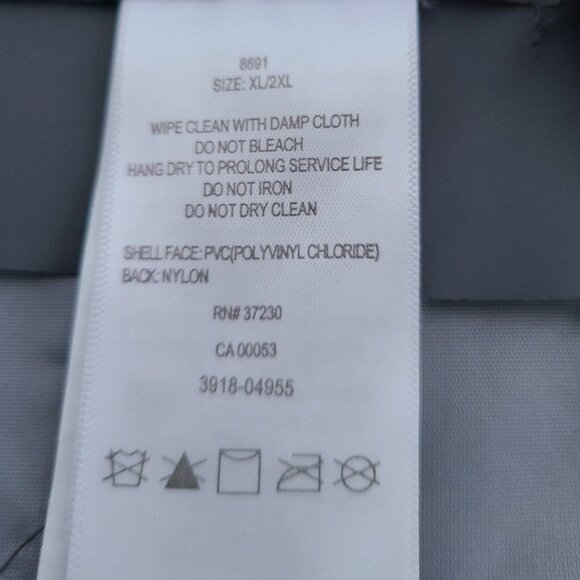 8691
SIZE: XL/2XL
WIPE CLEAN WITH DAMP CLOTH
DO NOT BLEACH
HANG DRY TO PROLONG SERVICE LIFE
DO NOT IRON
DO NOT DRY CLEAN
SHELL FACE: PVC(POLYVINYL CHLORIDE)
BACK: NYLON
RN# 37230
CA 00053
3918-04955